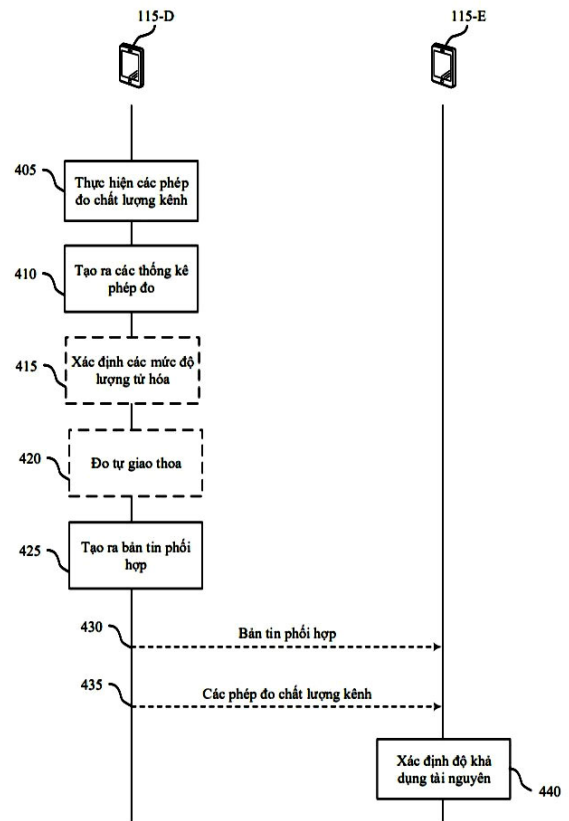 115-D
115-E
405
Thực hiện các phép
đo chất lượng kênh
410
Tạo ra các thống kê
phép đo
415
Xác định các mức độ
lượng tử hóa
420
Đo tự giao thoa
425
Tạo ra bản tin phối
hợp
430
Bản tin phối hợp
435
Các phép đo chất lượng kênh
Xác định độ khả
dụng tài nguyên
440